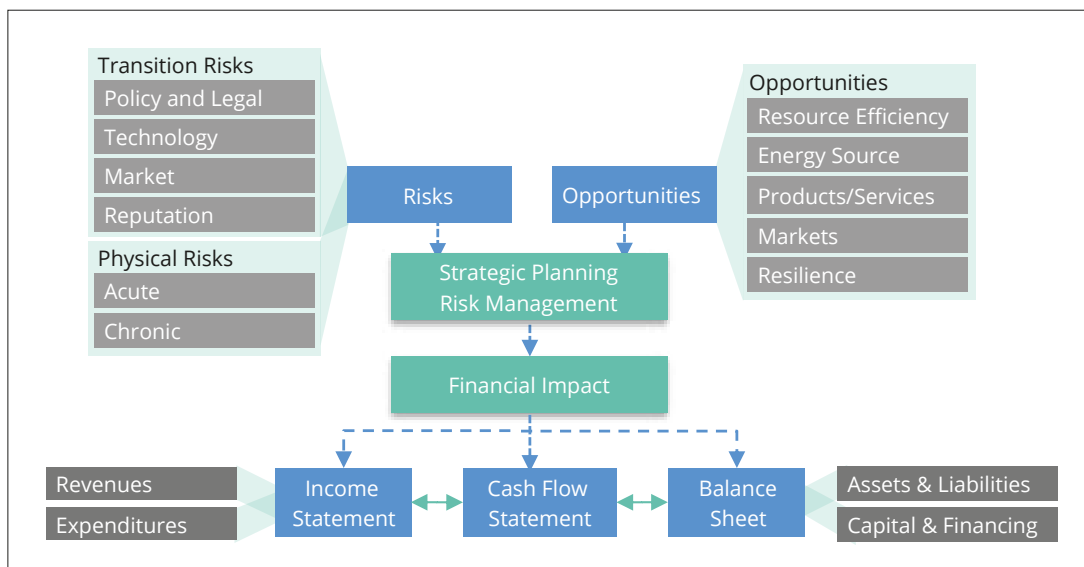 Transition Risks
Policy and Legal
Technology
Market
Reputation
Physical Risks
Acute
Chronic
Risks
Opportunities
Opportunities
Resource Efficiency
Energy Source
Products/Services
Markets
Resilience
Strategic Planning
Risk Management
Financial Impact
Revenues
Expenditures
Income
Statement
Cash Flow
Statement
Balance
Sheet
Assets & Liabilities
Capital & Financing